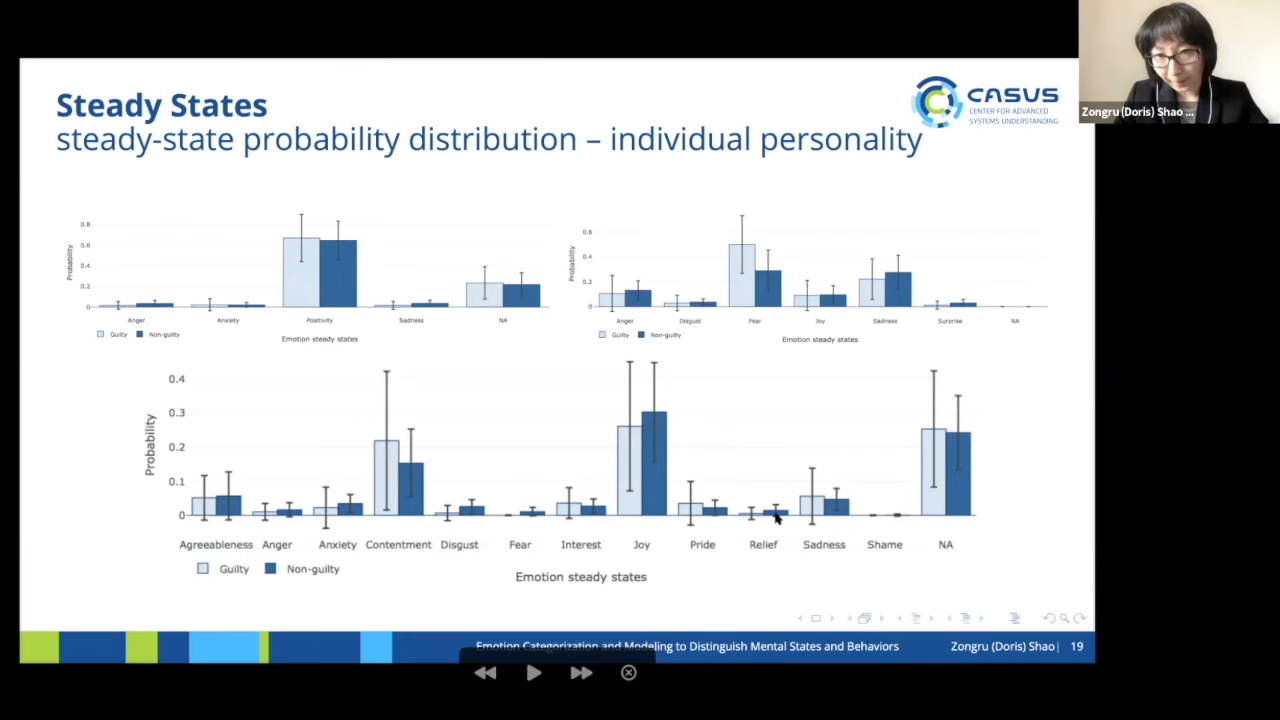 Steady States
steady-state probability distribution – individual personality
CASUS
CENTER FOR ADVANCED
SYSTEMS UNDERSTANDING
Zongru (Doris) Shao ...
0.8
0.6
0.4
0.2
0
Probability
Anger Anxiety Positivity Sadness NA
Guilty Non-guilty
Emotion steady states
0.6
0.4
0.2
0
Probability
Anger Disgust Fear Joy Sadness Surprise NA
Guilty Non-guilty
Emotion steady states
0.4
0.3
0.2
0.1
0
Probability
Agreeableness Anger Anxiety Contentment Disgust Fear Interest Joy Pride Relief Sadness Shame NA
Guilty Non-guilty
Emotion steady states
Emotion Categorization and Modeling to Distinguish Mental States and Behaviors Zongru (Doris) Shao | 19